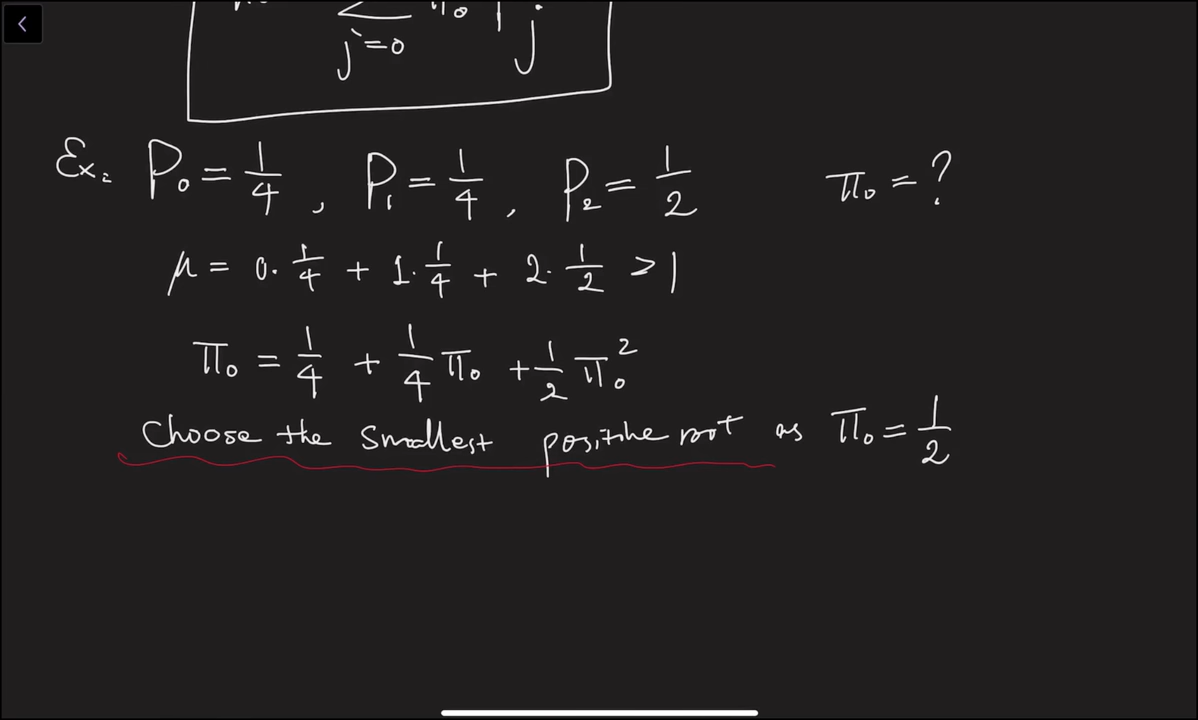 j=0 j
Ex: P₀ = 1/4, P₁ = 1/4, P₂ = 1/2 π₀ = ?
μ = 0·1/4 + 1·1/4 + 2·1/2 > 1
π₀ = 1/4 + 1/4 π₀ + 1/2 π₀²
Choose the smallest positive root as π₀ = 1/2